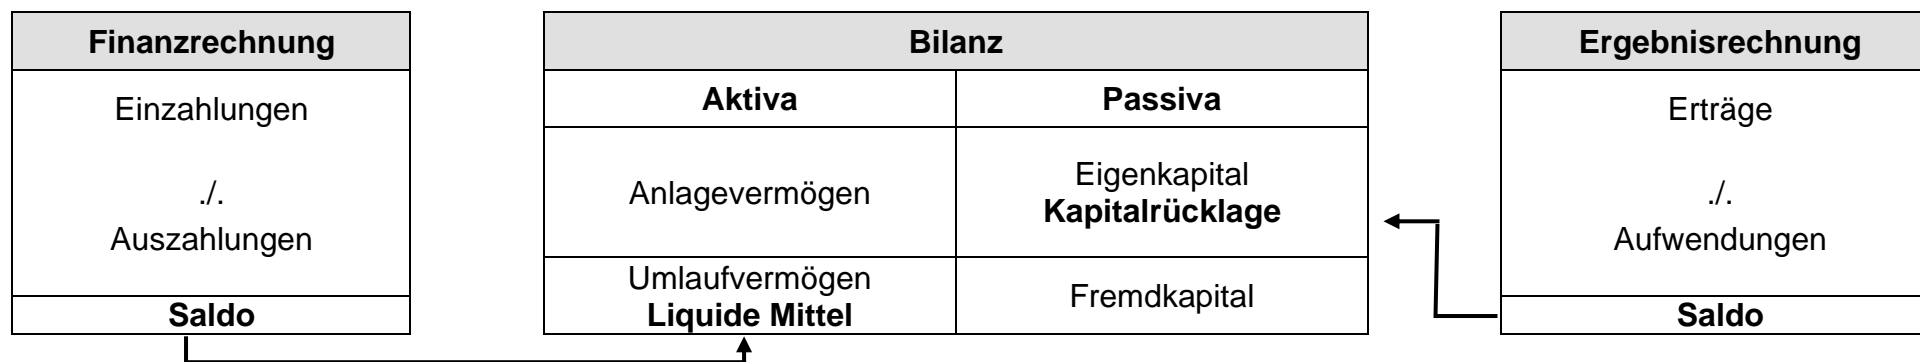 Finanzrechnung
Einzahlungen
./.
Auszahlungen
Saldo
Bilanz
Aktiva
Passiva
Anlagevermögen
Eigenkapital
Kapitalrücklage
Umlaufvermögen
Liquide Mittel
Fremdkapital
Ergebnisrechnung
Erträge
./.
Aufwendungen
Saldo